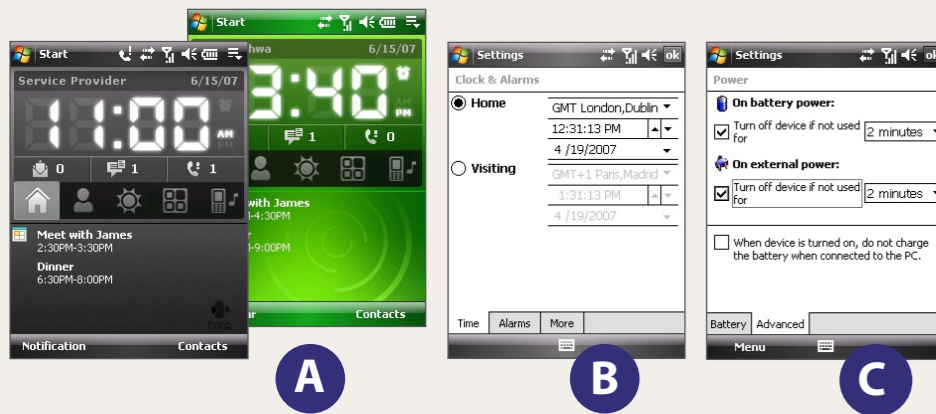 Start
hwa 6/15/07
3:40
AM
PM
1 0
with James
-4:30PM
-9:00PM
Contacts
Start
Service Provider 6/15/07
11:00
AM
PM
0 1 1
Meet with James
2:30PM-3:30PM
Dinner
6:30PM-8:00PM
hTC
Notification Contacts
A
Settings ok
Clock & Alarms
Home GMT London,Dublin
12:31:13 PM
4 /19/2007
Visiting GMT+1 Paris,Madrid
1:31:13 PM
4 /19/2007
Time Alarms More
B
Settings ok
Power
On battery power:
Turn off device if not used
for 2 minutes
On external power:
Turn off device if not used
for 2 minutes
When device is turned on, do not charge
the battery when connected to the PC.
Battery Advanced
Menu
C